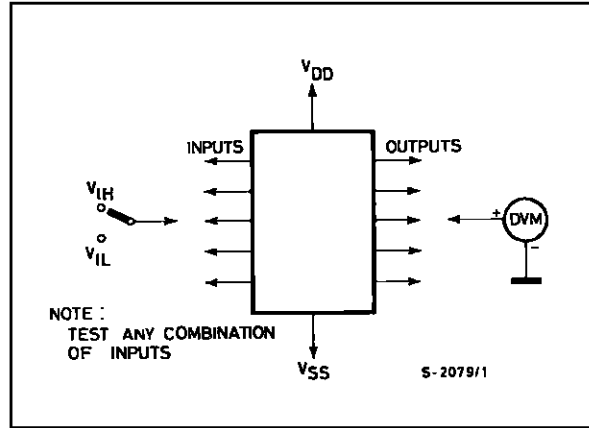 VDD
INPUTS
OUTPUTS
VIH
VIL
+
DVM
-
NOTE :
TEST ANY COMBINATION
OF INPUTS
VSS
S-2079/1